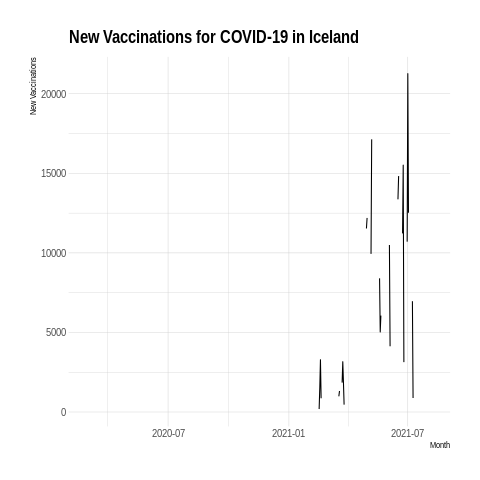 New Vaccinations for COVID-19 in Iceland
New Vaccinations
20000
15000
10000
5000
0
2020-07
2021-01
2021-07
Month